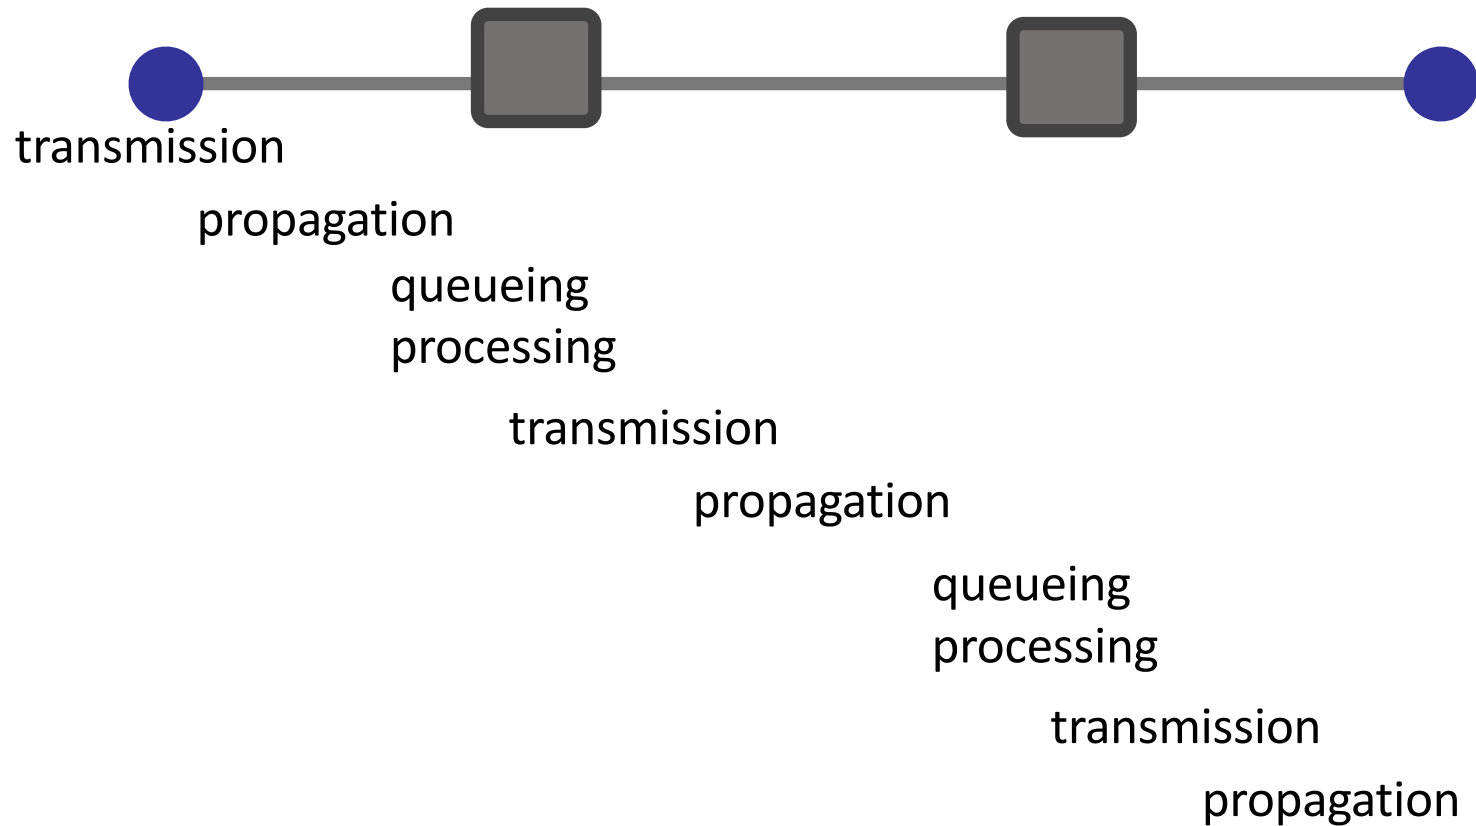 transmission
propagation
queueing
processing
transmission
propagation
queueing
processing
transmission
propagation